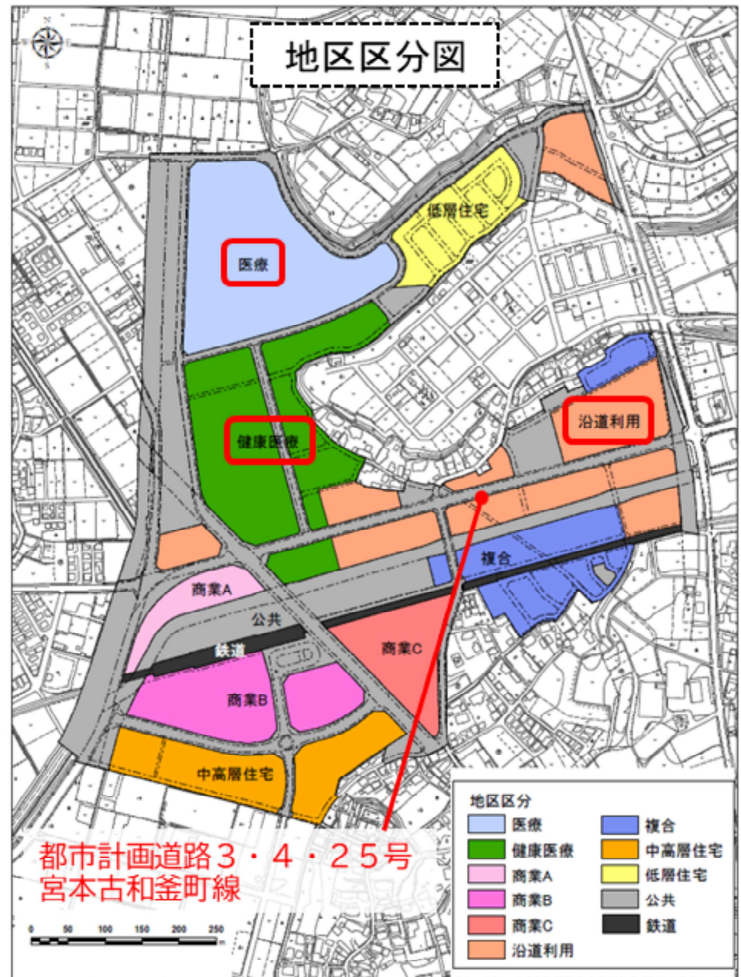 地区区分図
N
W
E
S
低層住宅
医療
沿道利用
健康医療
複合
商業A
公共
鉄道
商業C
商業B
中高層住宅
都市計画道路3・4・25号
宮本古和釜町線
0 50 100 150 200 250
m
地区区分
医療
健康医療
商業A
商業B
商業C
沿道利用
複合
中高層住宅
低層住宅
公共
鉄道